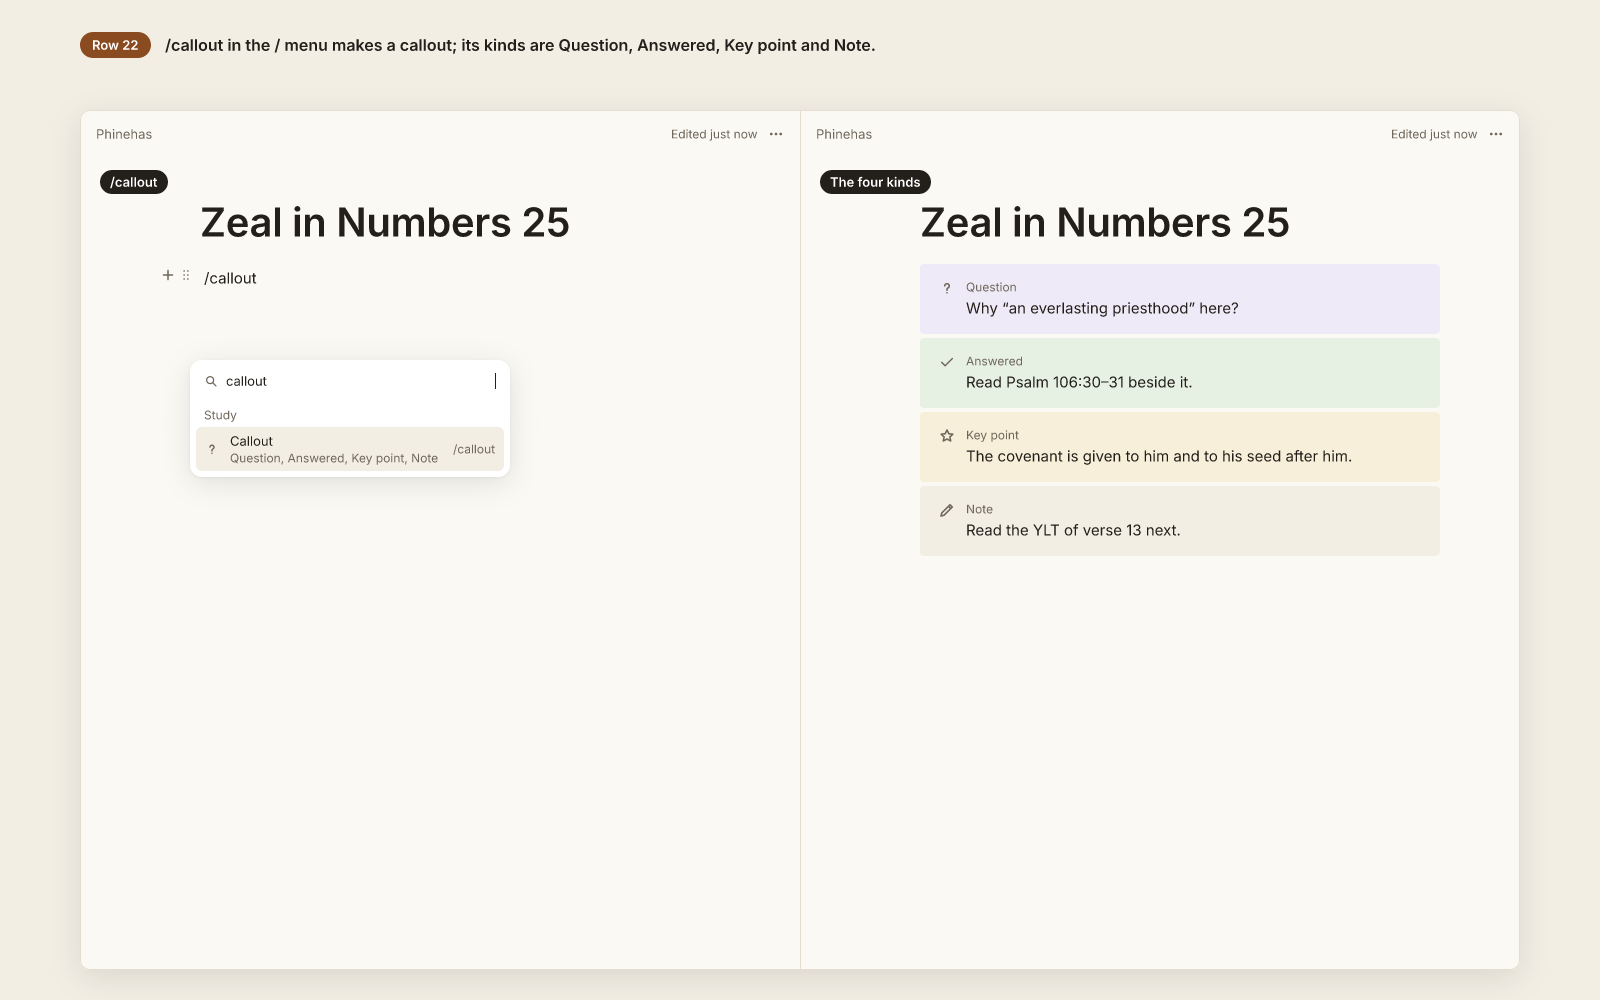 Row 22
/callout in the / menu makes a callout; its kinds are Question, Answered, Key point and Note.
Phinehas
Edited just now
/callout
Zeal in Numbers 25
/callout
callout
Study
Callout
/callout
Question, Answered, Key point, Note
Phinehas
Edited just now
The four kinds
Zeal in Numbers 25
Question
Why “an everlasting priesthood” here?
Answered
Read Psalm 106:30–31 beside it.
Key point
The covenant is given to him and to his seed after him.
Note
Read the YLT of verse 13 next.